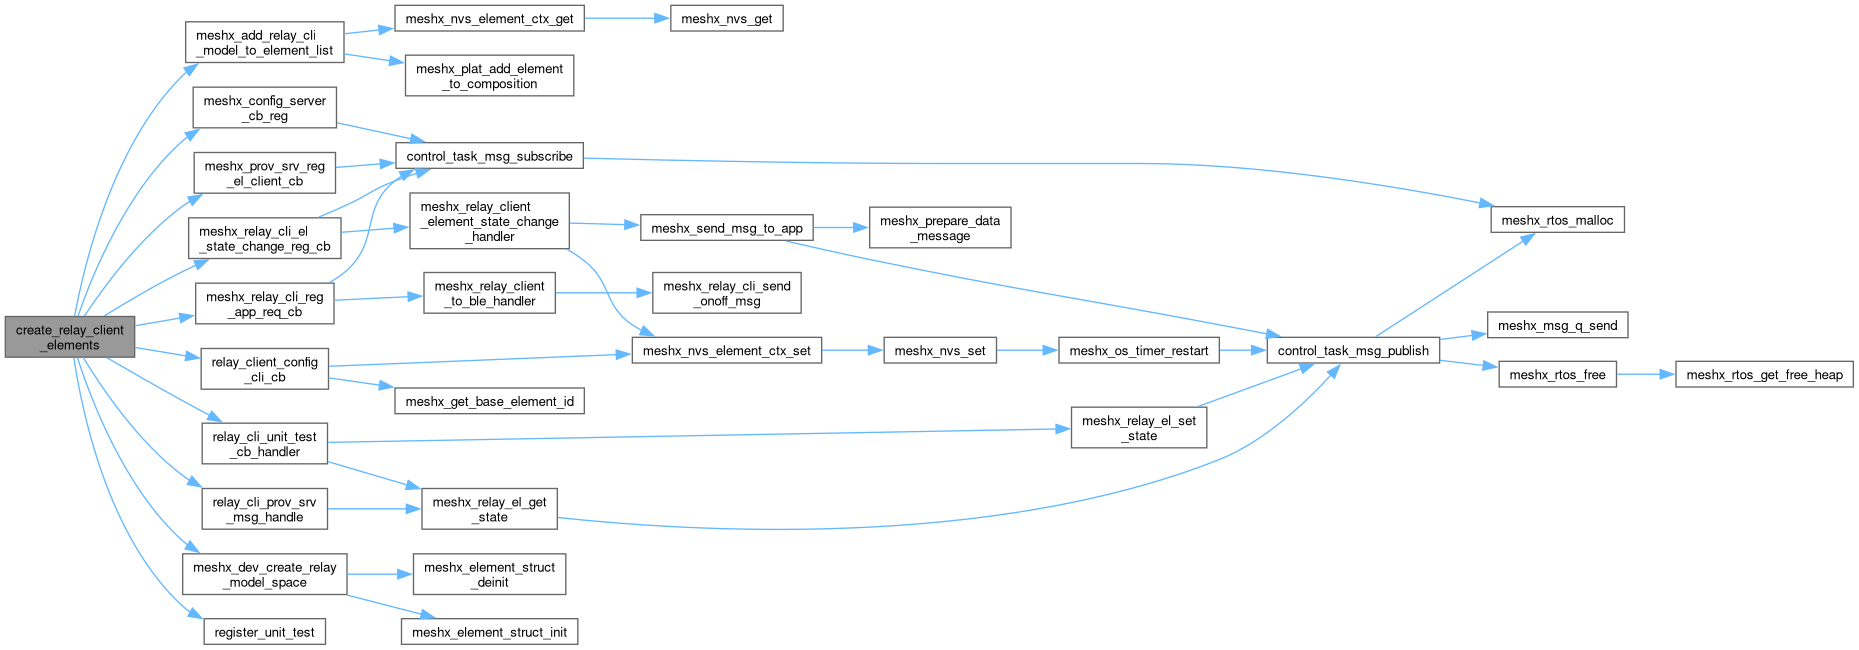 create_relay_client
_elements
meshx_add_relay_cli
_model_to_element_list
meshx_nvs_element_ctx_get
meshx_nvs_get
meshx_plat_add_element
_to_composition
meshx_config_server
_cb_reg
control_task_msg_subscribe
meshx_rtos_malloc
meshx_prov_srv_reg
_el_client_cb
meshx_relay_cli_el
_state_change_reg_cb
meshx_relay_client
_element_state_change
_handler
meshx_send_msg_to_app
meshx_prepare_data
_message
meshx_relay_cli_reg
_app_req_cb
meshx_relay_client
_to_ble_handler
meshx_relay_cli_send
_onoff_msg
relay_client_config
_cli_cb
meshx_nvs_element_ctx_set
meshx_nvs_set
meshx_os_timer_restart
control_task_msg_publish
meshx_msg_q_send
meshx_rtos_free
meshx_rtos_get_free_heap
meshx_get_base_element_id
relay_cli_unit_test
_cb_handler
meshx_relay_el_set
_state
relay_cli_prov_srv
_msg_handle
meshx_relay_el_get
_state
meshx_dev_create_relay
_model_space
meshx_element_struct
_deinit
meshx_element_struct_init
register_unit_test